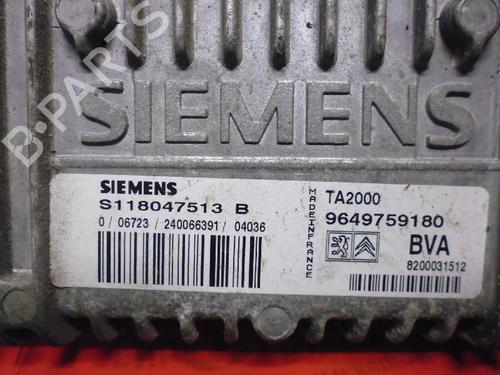 SIEMENS
SIEMENS
S118047513 B
0 / 06723 / 240066391 / 04036
MADE IN FRANCE
TA2000
9649759180
BVA
8200031512
B-PARTS